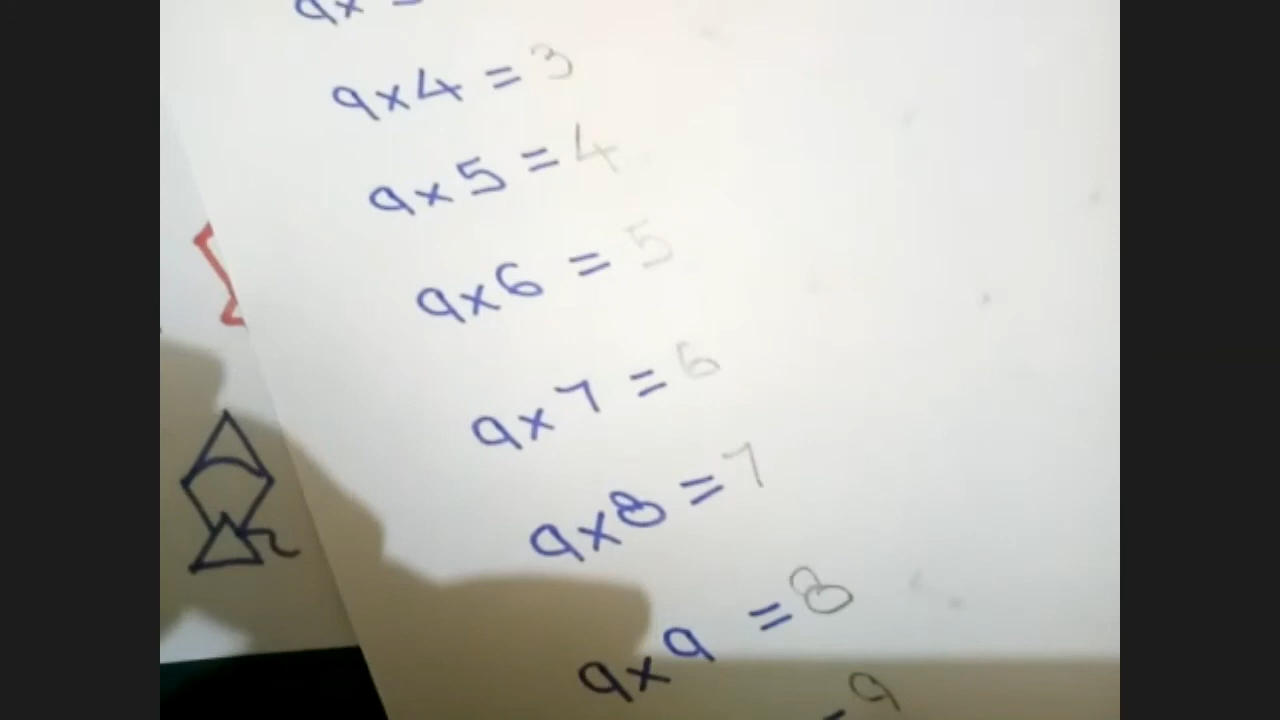 9x4 = 3
9x5 = 4
9x6 = 5
9x7 = 6
9x8 = 7
9x9 = 8
= 9